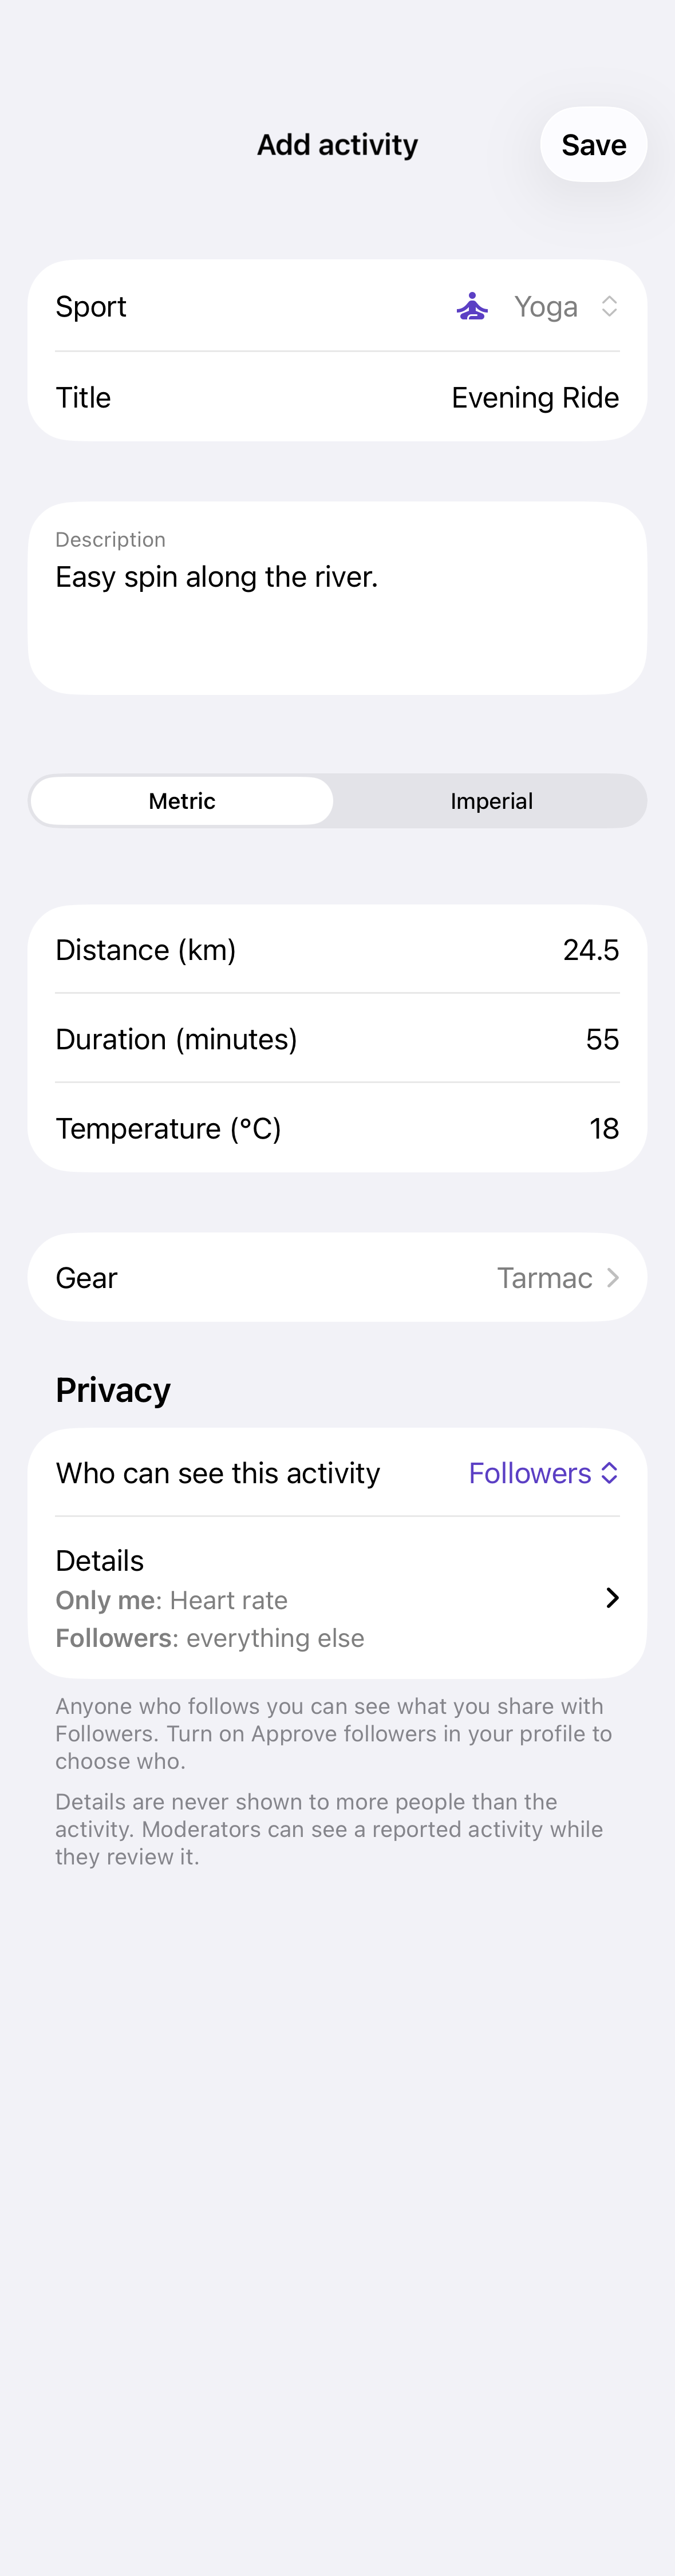 Add activity
Save
Sport
Yoga
Title
Evening Ride
Description
Easy spin along the river.
Metric
Imperial
Distance (km)
24.5
Duration (minutes)
55
Temperature (°C)
18
Gear
Tarmac
Privacy
Who can see this activity
Followers
Details
Only me: Heart rate
Followers: everything else
Anyone who follows you can see what you share with
Followers. Turn on Approve followers in your profile to
choose who.
Details are never shown to more people than the
activity. Moderators can see a reported activity while
they review it.